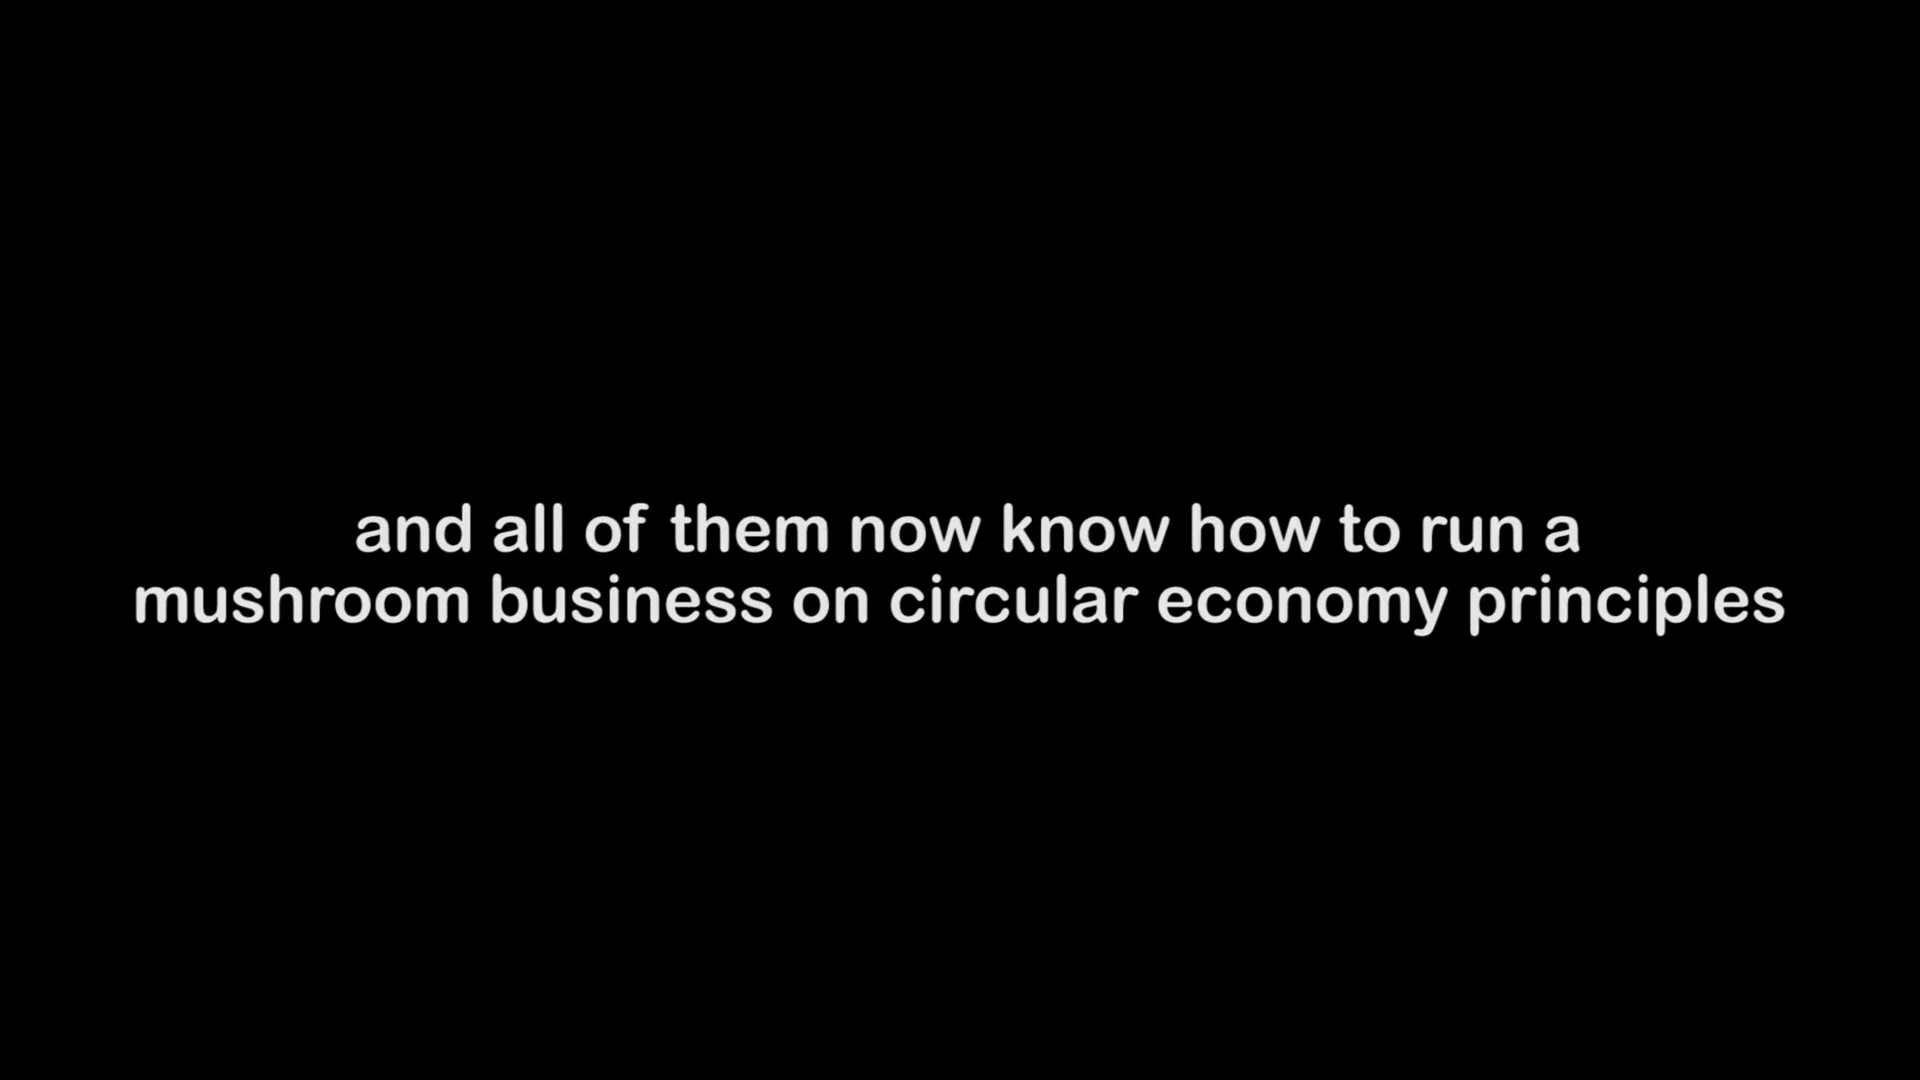 and all of them now know how to run a
mushroom business on circular economy principles